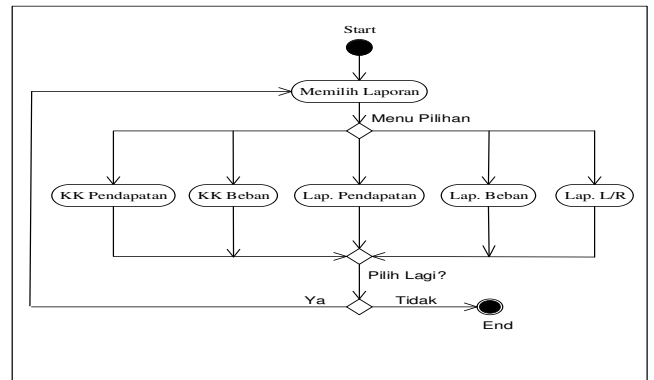 Start
Memilih Laporan
Menu Pilihan
KK Pendapatan
KK Beban
Lap. Pendapatan
Lap. Beban
Lap. L/R
Pilih Lagi?
Ya
Tidak
End